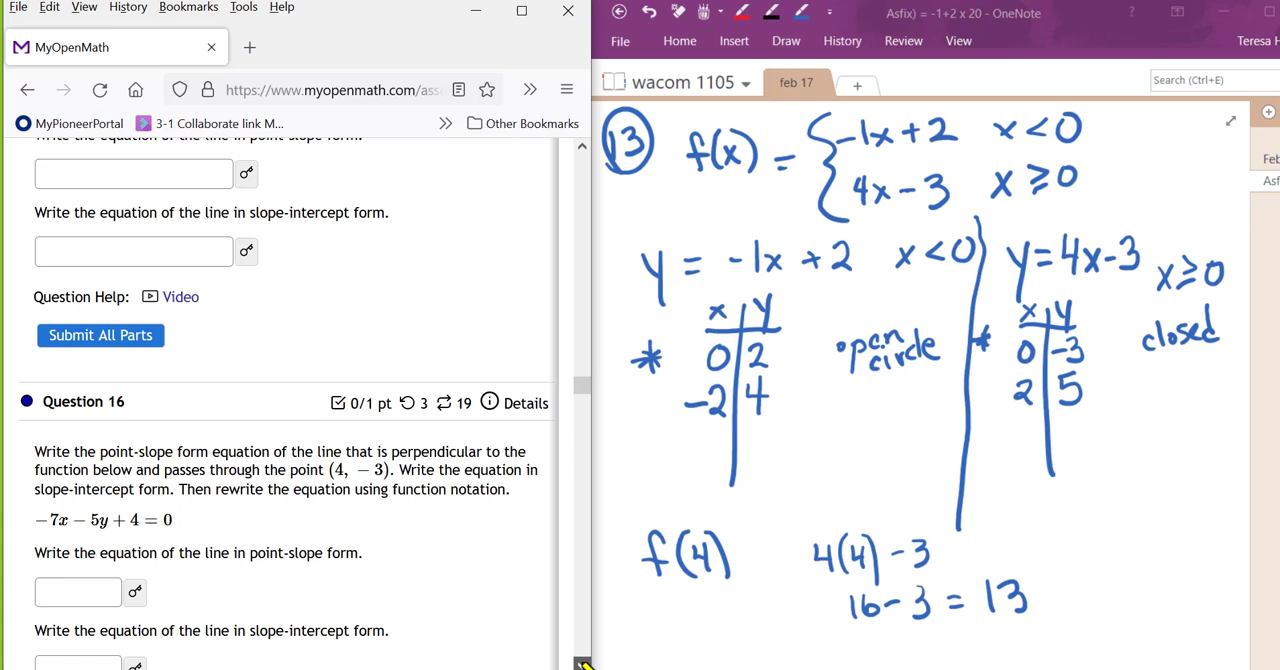 File Edit View History Bookmarks Tools Help
MyOpenMath
https://www.myopenmath.com/ass
MyPioneerPortal 3-1 Collaborate link M... Other Bookmarks
Write the equation of the line in slope-intercept form.
Question Help: Video
Submit All Parts
Question 16 0/1 pt 3 19 Details
Write the point-slope form equation of the line that is perpendicular to the
function below and passes through the point (4, −3). Write the equation in
slope-intercept form. Then rewrite the equation using function notation.
−7x − 5y + 4 = 0
Write the equation of the line in point-slope form.
Write the equation of the line in slope-intercept form.
Asfix) = -1+2 x 20 - OneNote
File Home Insert Draw History Review View Teresa H
wacom 1105 feb 17 Search (Ctrl+E)
Feb
Asf
13 f(x) = { -1x + 2 x < 0
4x - 3 x ≥ 0
y = -1x + 2 x < 0
x y
* 0 2 open circle
-2 4
y = 4x - 3 x ≥ 0
x y closed
* 0 -3
2 5
f(4) 4(4) - 3
16 - 3 = 13